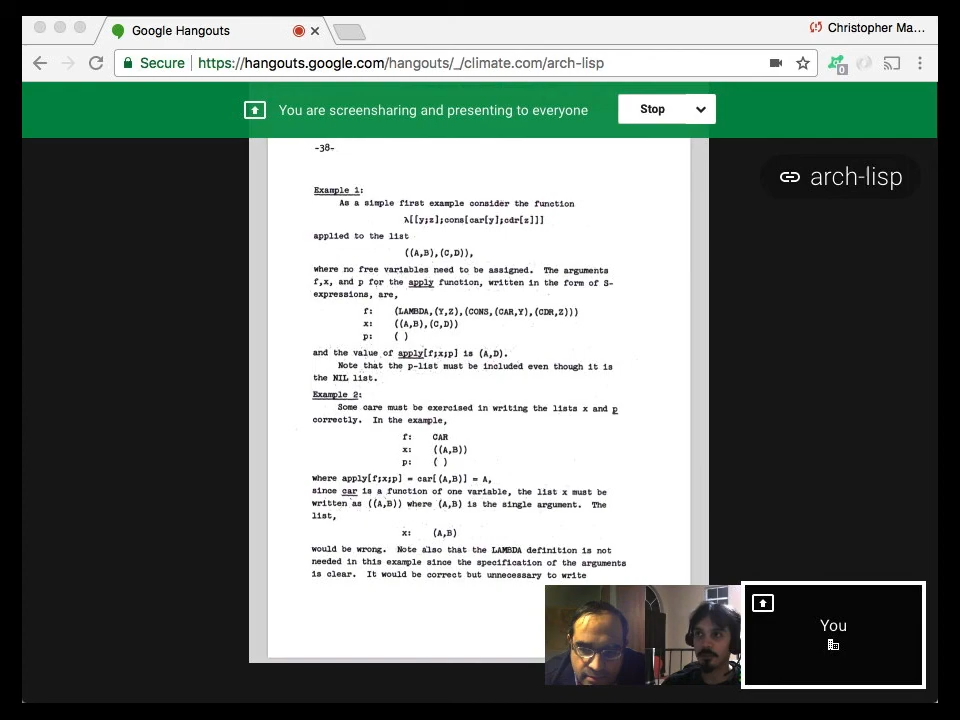 Google Hangouts
Christopher Ma...
Secure https://hangouts.google.com/hangouts/_/climate.com/arch-lisp
0
You are screensharing and presenting to everyone
Stop
arch-lisp
-38-
Example 1:
As a simple first example consider the function
λ[[y;z];cons[car[y];cdr[z]]]
applied to the list
((A,B),(C,D)),
where no free variables need to be assigned. The arguments
f,x, and p for the apply function, written in the form of S-
expressions, are,
f: (LAMBDA,(Y,Z),(CONS,(CAR,Y),(CDR,Z)))
x: ((A,B),(C,D))
p: ( )
and the value of apply[f;x;p] is (A,D).
Note that the p-list must be included even though it is
the NIL list.
Example 2:
Some care must be exercised in writing the lists x and p
correctly. In the example,
f: CAR
x: ((A,B))
p: ( )
where apply[f;x;p] = car[(A,B)] = A,
since car is a function of one variable, the list x must be
written as ((A,B)) where (A,B) is the single argument. The
list,
x: (A,B)
would be wrong. Note also that the LAMBDA definition is not
needed in this example since the specification of the arguments
is clear. It would be correct but unnecessary to write
You